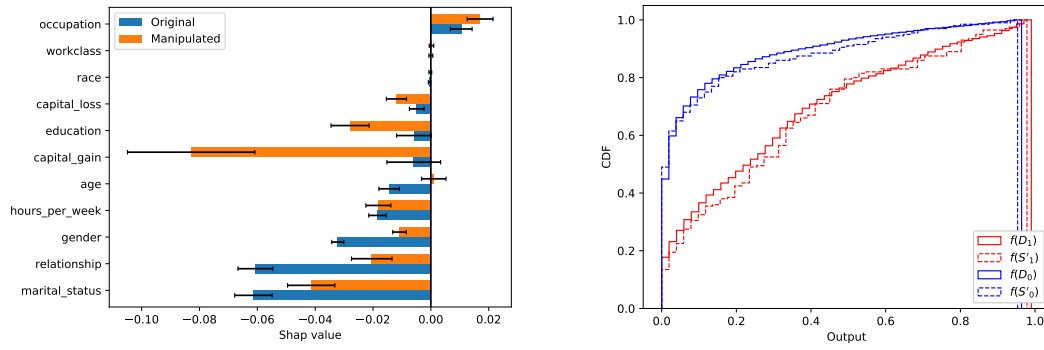 occupation
workclass
race
capital_loss
education
capital_gain
age
hours_per_week
gender
relationship
marital_status
Original
Manipulated
−0.10 −0.08 −0.06 −0.04 −0.02 0.00 0.02
Shap value
1.0
0.8
0.6
0.4
0.2
0.0
CDF
f(D₁)
f(S'₁)
f(D₀)
f(S'₀)
0.0 0.2 0.4 0.6 0.8 1.0
Output